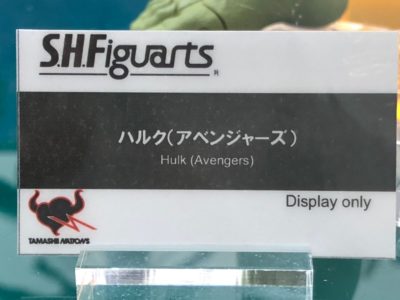 S.H.Figuarts
ハルク(アベンジャーズ)
Hulk (Avengers)
Display only
TAMASHII NATIONS